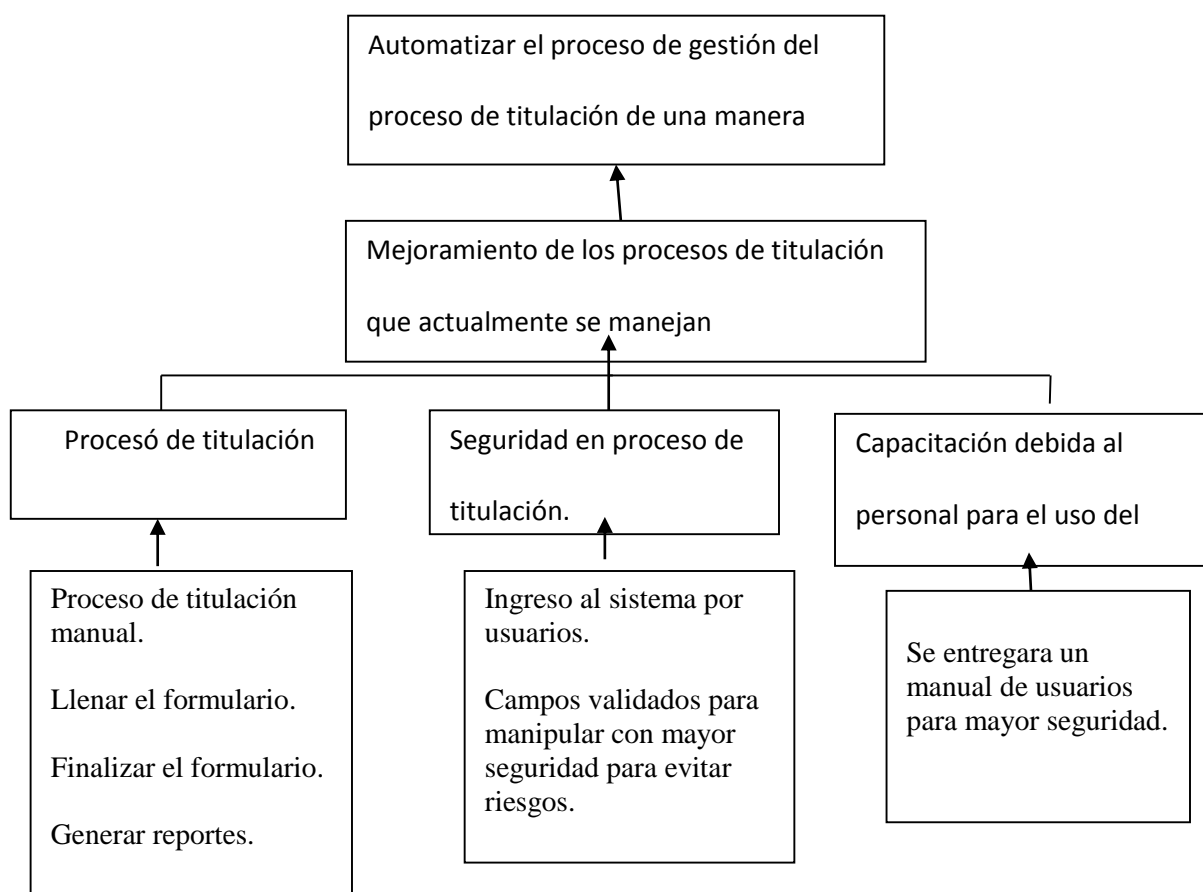 Automatizar el proceso de gestión del
proceso de titulación de una manera
Mejoramiento de los procesos de titulación
que actualmente se manejan
Procesó de titulación
Seguridad en proceso de
titulación.
Capacitación debida al
personal para el uso del
Proceso de titulación
manual.
Llenar el formulario.
Finalizar el formulario.
Generar reportes.
Ingreso al sistema por
usuarios.
Campos validados para
manipular con mayor
seguridad para evitar
riesgos.
Se entregara un
manual de usuarios
para mayor seguridad.